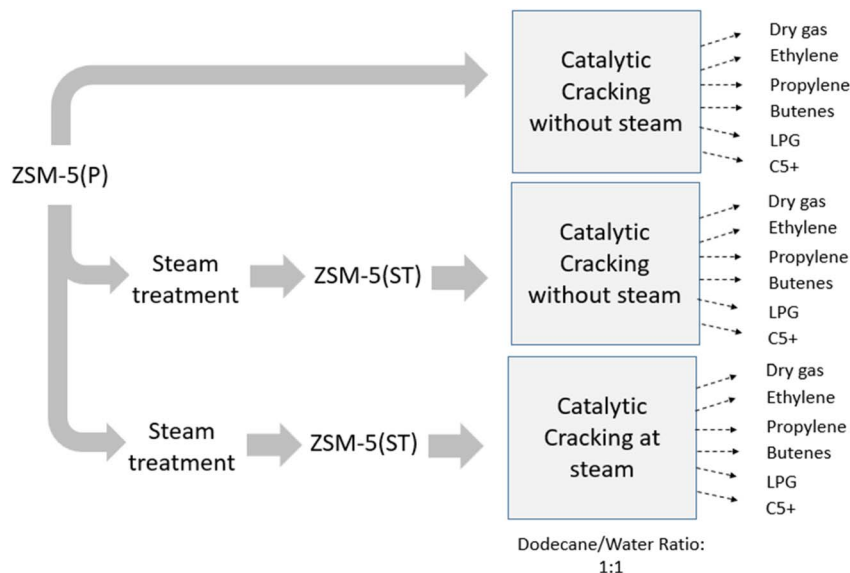 Catalytic
Cracking
without steam
Dry gas
Ethylene
Propylene
Butenes
LPG
C5+
ZSM-5(P)
Steam
treatment
ZSM-5(ST)
Catalytic
Cracking
without steam
Dry gas
Ethylene
Propylene
Butenes
LPG
C5+
Steam
treatment
ZSM-5(ST)
Catalytic
Cracking at
steam
Dry gas
Ethylene
Propylene
Butenes
LPG
C5+
Dodecane/Water Ratio:
1:1